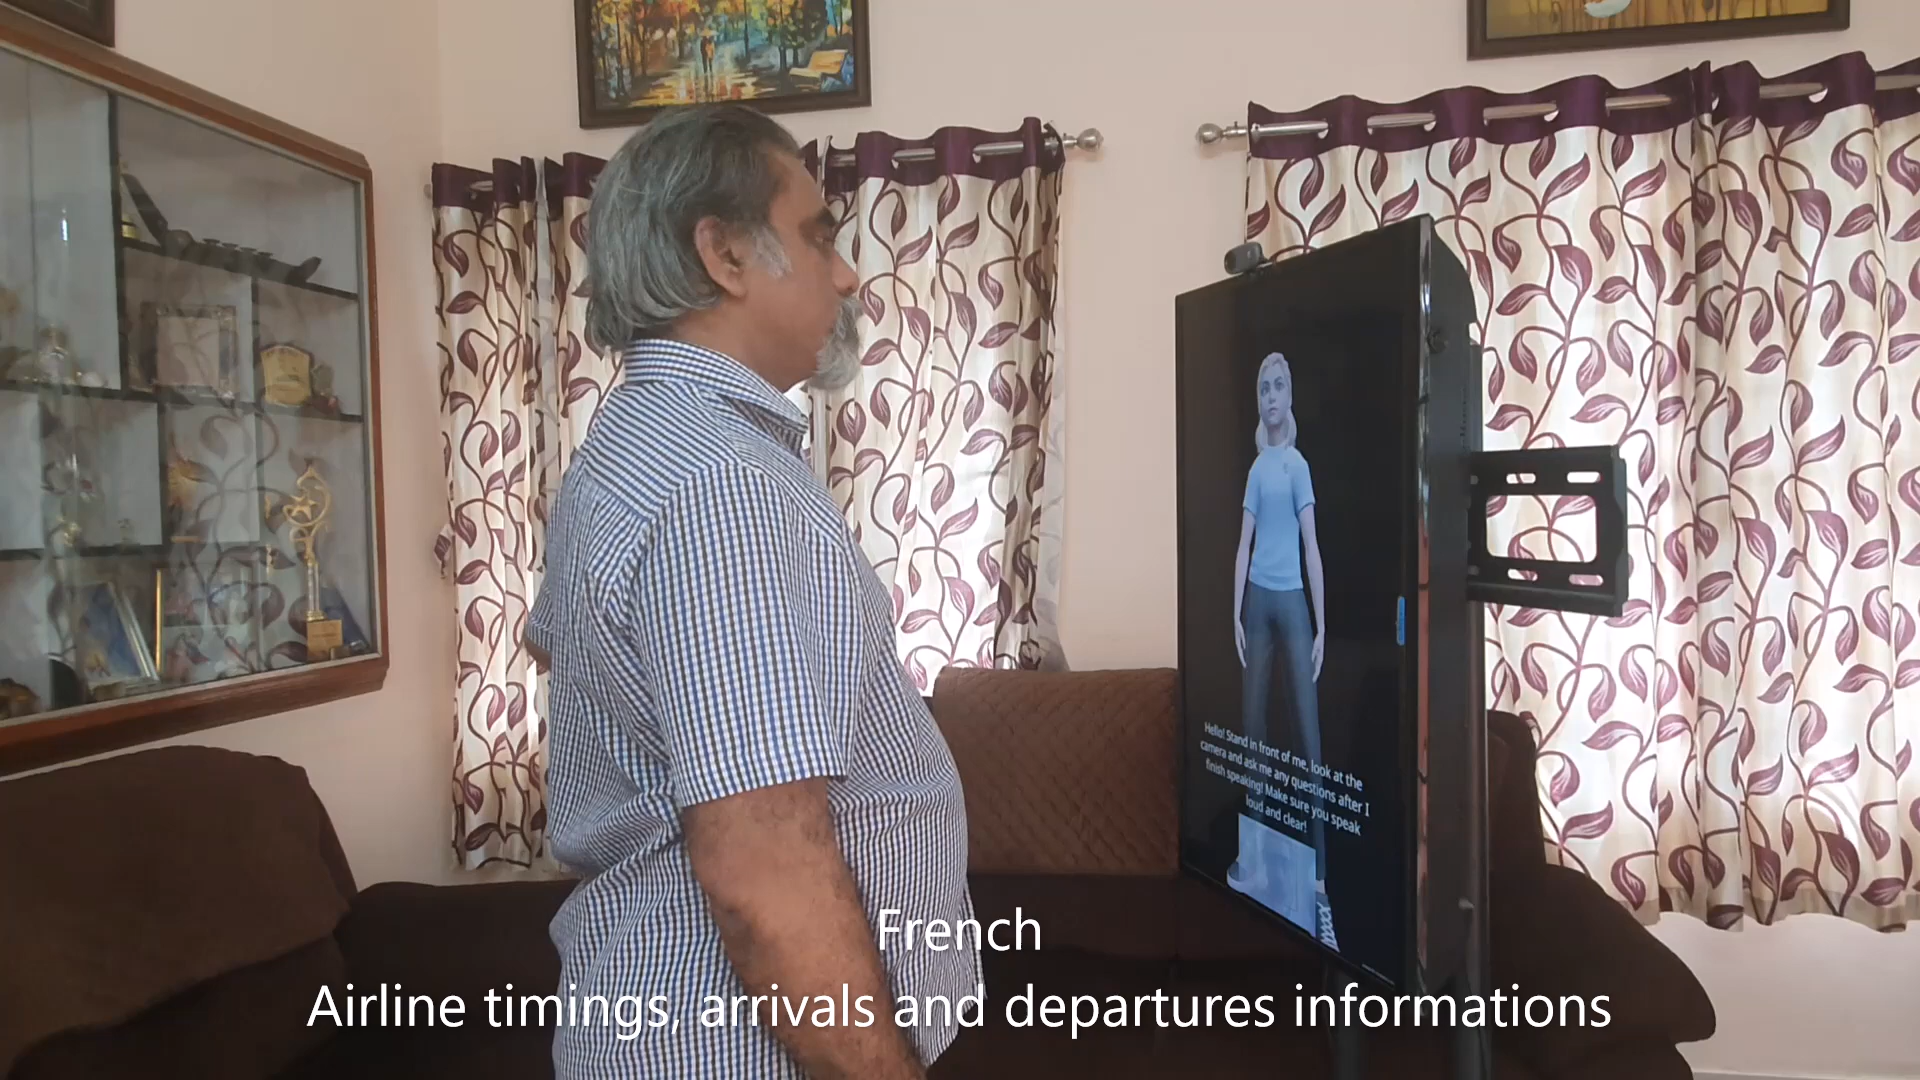 Hello! Stand in front of me, look at the
camera and ask me any questions after I
finish speaking! Make sure you speak
loud and clear!
French
Airline timings, arrivals and departures informations